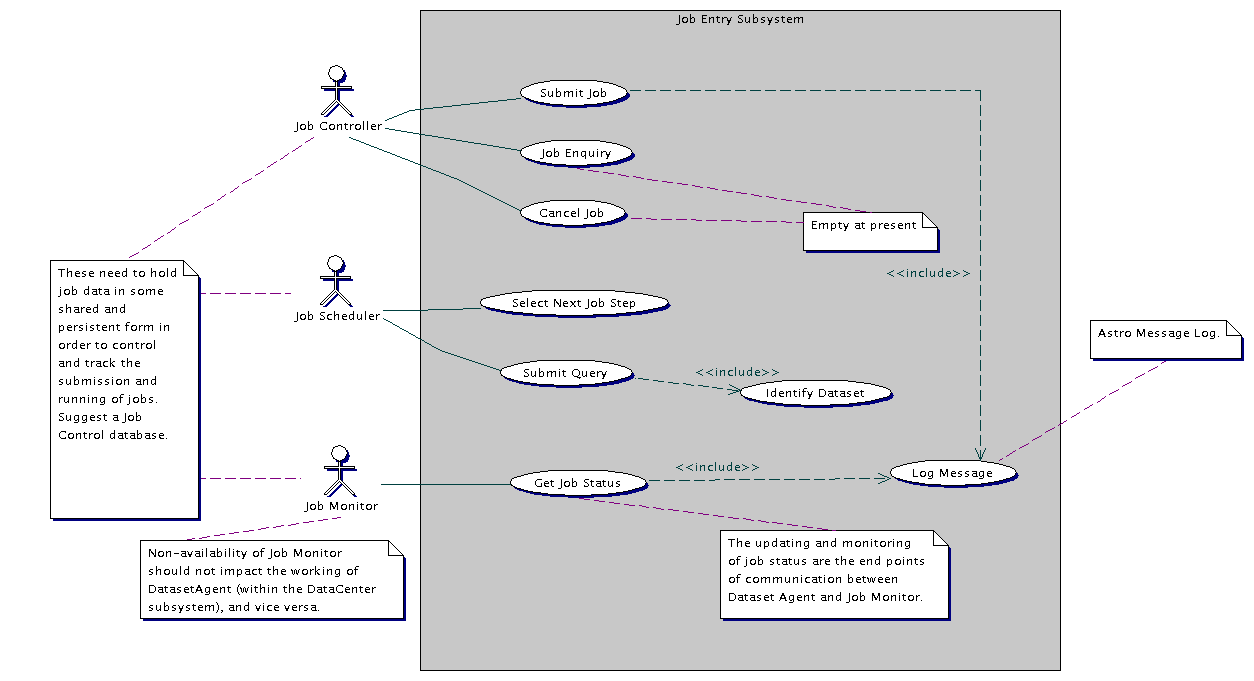 Job Entry Subsystem
Submit Job
Job Controller
Job Enquiry
Cancel Job
Empty at present
<<include>>
These need to hold
job data in some
shared and
persistent form in
order to control
and track the
submission and
running of jobs.
Suggest a Job
Control database.
Job Scheduler
Select Next Job Step
Astro Message Log.
Submit Query
<<include>>
Identify Dataset
<<include>>
Log Message
Get Job Status
Job Monitor
Non-availability of Job Monitor
should not impact the working of
DatasetAgent (within the DataCenter
subsystem), and vice versa.
The updating and monitoring
of job status are the end points
of communication between
Dataset Agent and Job Monitor.